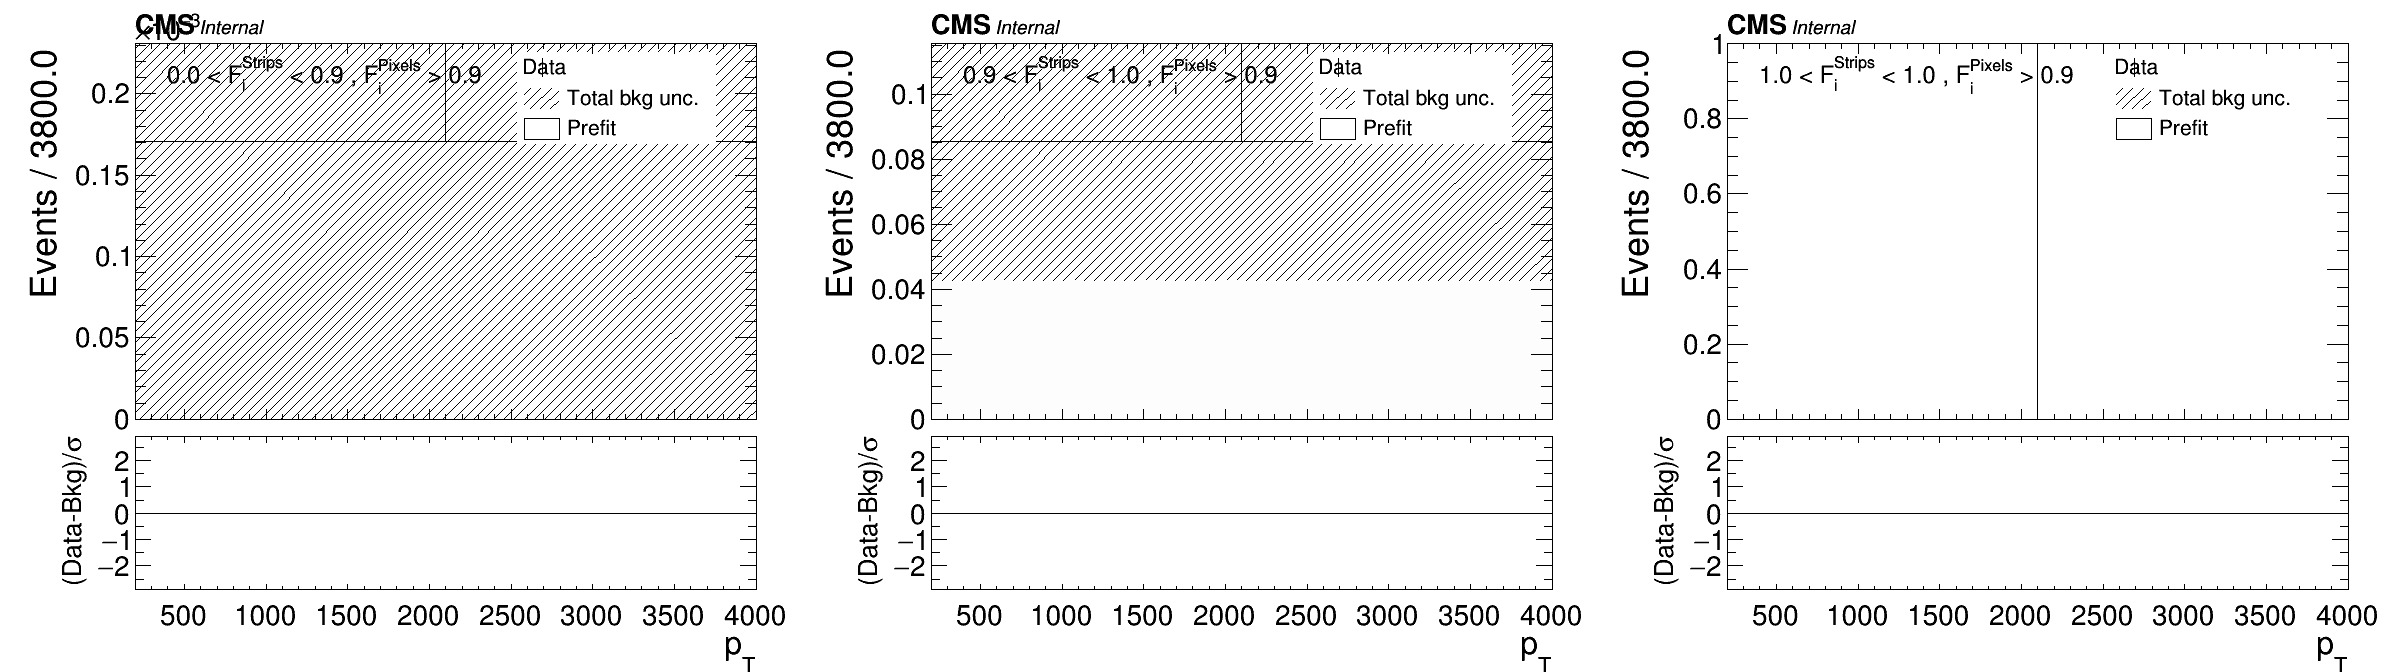 CMS Internal
×10⁻³
Events / 3800.0
0.0 < F_i^Strips < 0.9 , F_i^Pixels > 0.9
Data
Total bkg unc.
Prefit
0.2
0.15
0.1
0.05
0
(Data-Bkg)/σ
2
1
0
−1
−2
500 1000 1500 2000 2500 3000 3500 4000
p_T
CMS Internal
Events / 3800.0
0.9 < F_i^Strips < 1.0 , F_i^Pixels > 0.9
Data
Total bkg unc.
Prefit
0.1
0.08
0.06
0.04
0.02
0
(Data-Bkg)/σ
2
1
0
−1
−2
500 1000 1500 2000 2500 3000 3500 4000
p_T
CMS Internal
Events / 3800.0
1.0 < F_i^Strips < 1.0 , F_i^Pixels > 0.9
Data
Total bkg unc.
Prefit
1
0.8
0.6
0.4
0.2
0
(Data-Bkg)/σ
2
1
0
−1
−2
500 1000 1500 2000 2500 3000 3500 4000
p_T